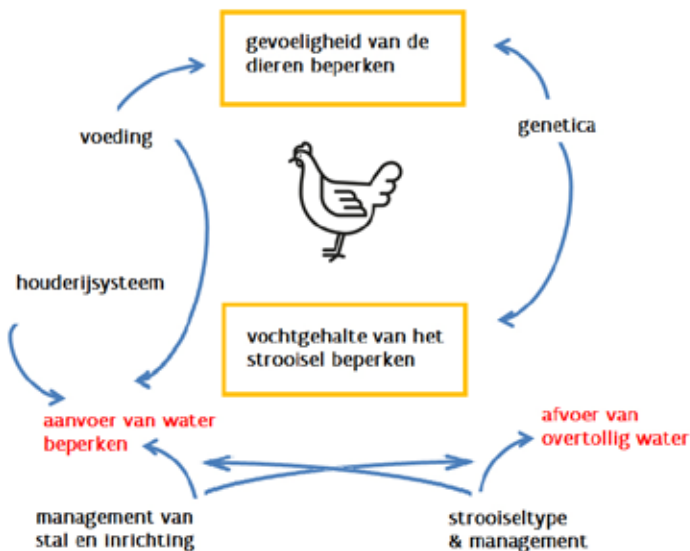 gevoeligheid van de
dieren beperken
voeding
genetica
houderijsysteem
vochtgehalte van het
strooisel beperken
aanvoer van water
beperken
afvoer van
overtollig water
management van
stal en inrichting
strooiseltype
& management